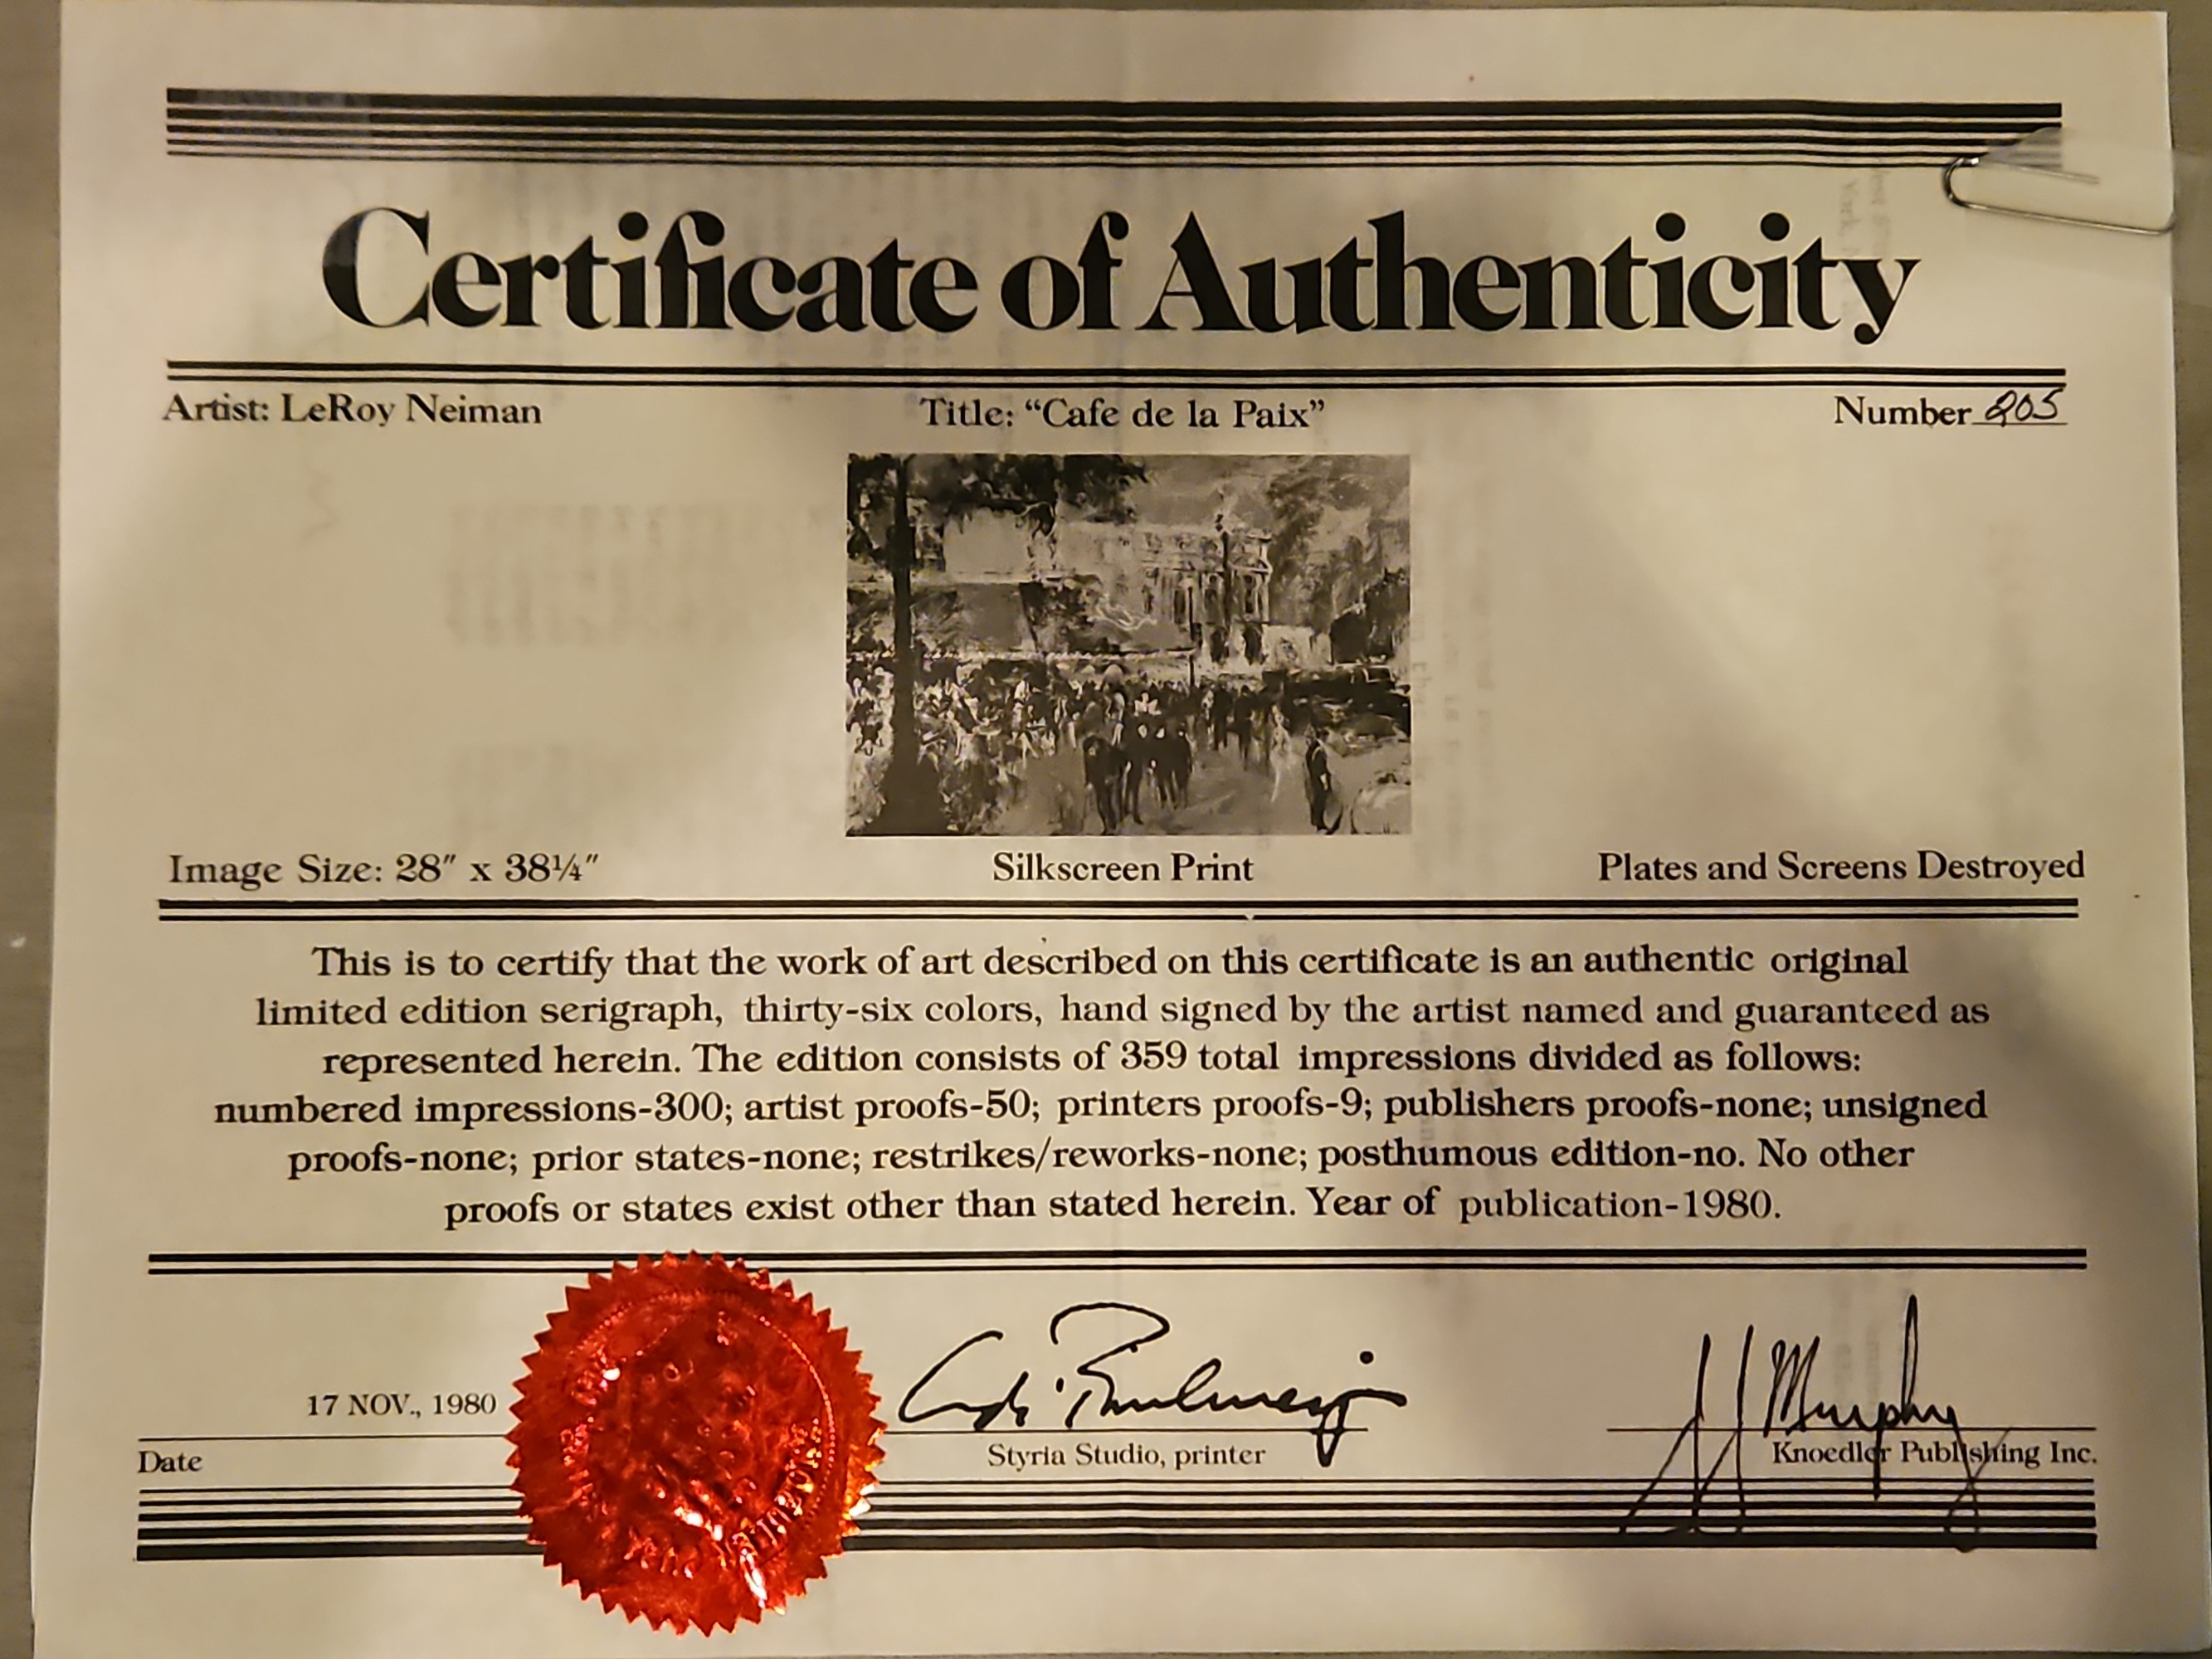 Certificate of Authenticity
Artist: LeRoy Neiman Title: “Cafe de la Paix” Number 205
Image Size: 28″ x 38¼″ Silkscreen Print Plates and Screens Destroyed
This is to certify that the work of art described on this certificate is an authentic original
limited edition serigraph, thirty-six colors, hand signed by the artist named and guaranteed as
represented herein. The edition consists of 359 total impressions divided as follows:
numbered impressions-300; artist proofs-50; printers proofs-9; publishers proofs-none; unsigned
proofs-none; prior states-none; restrikes/reworks-none; posthumous edition-no. No other
proofs or states exist other than stated herein. Year of publication-1980.
17 NOV., 1980 Murphy
Date Styria Studio, printer Knoedler Publishing Inc.